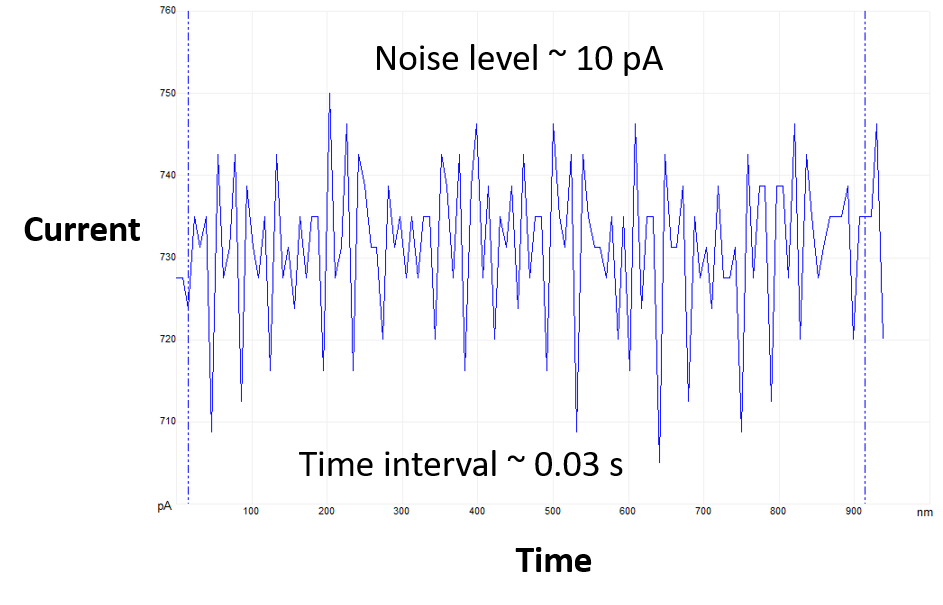 760
Noise level ~ 10 pA
750
740
Current
730
720
710
Time interval ~ 0.03 s
pA
100 200 300 400 500 600 700 800 900 nm
Time